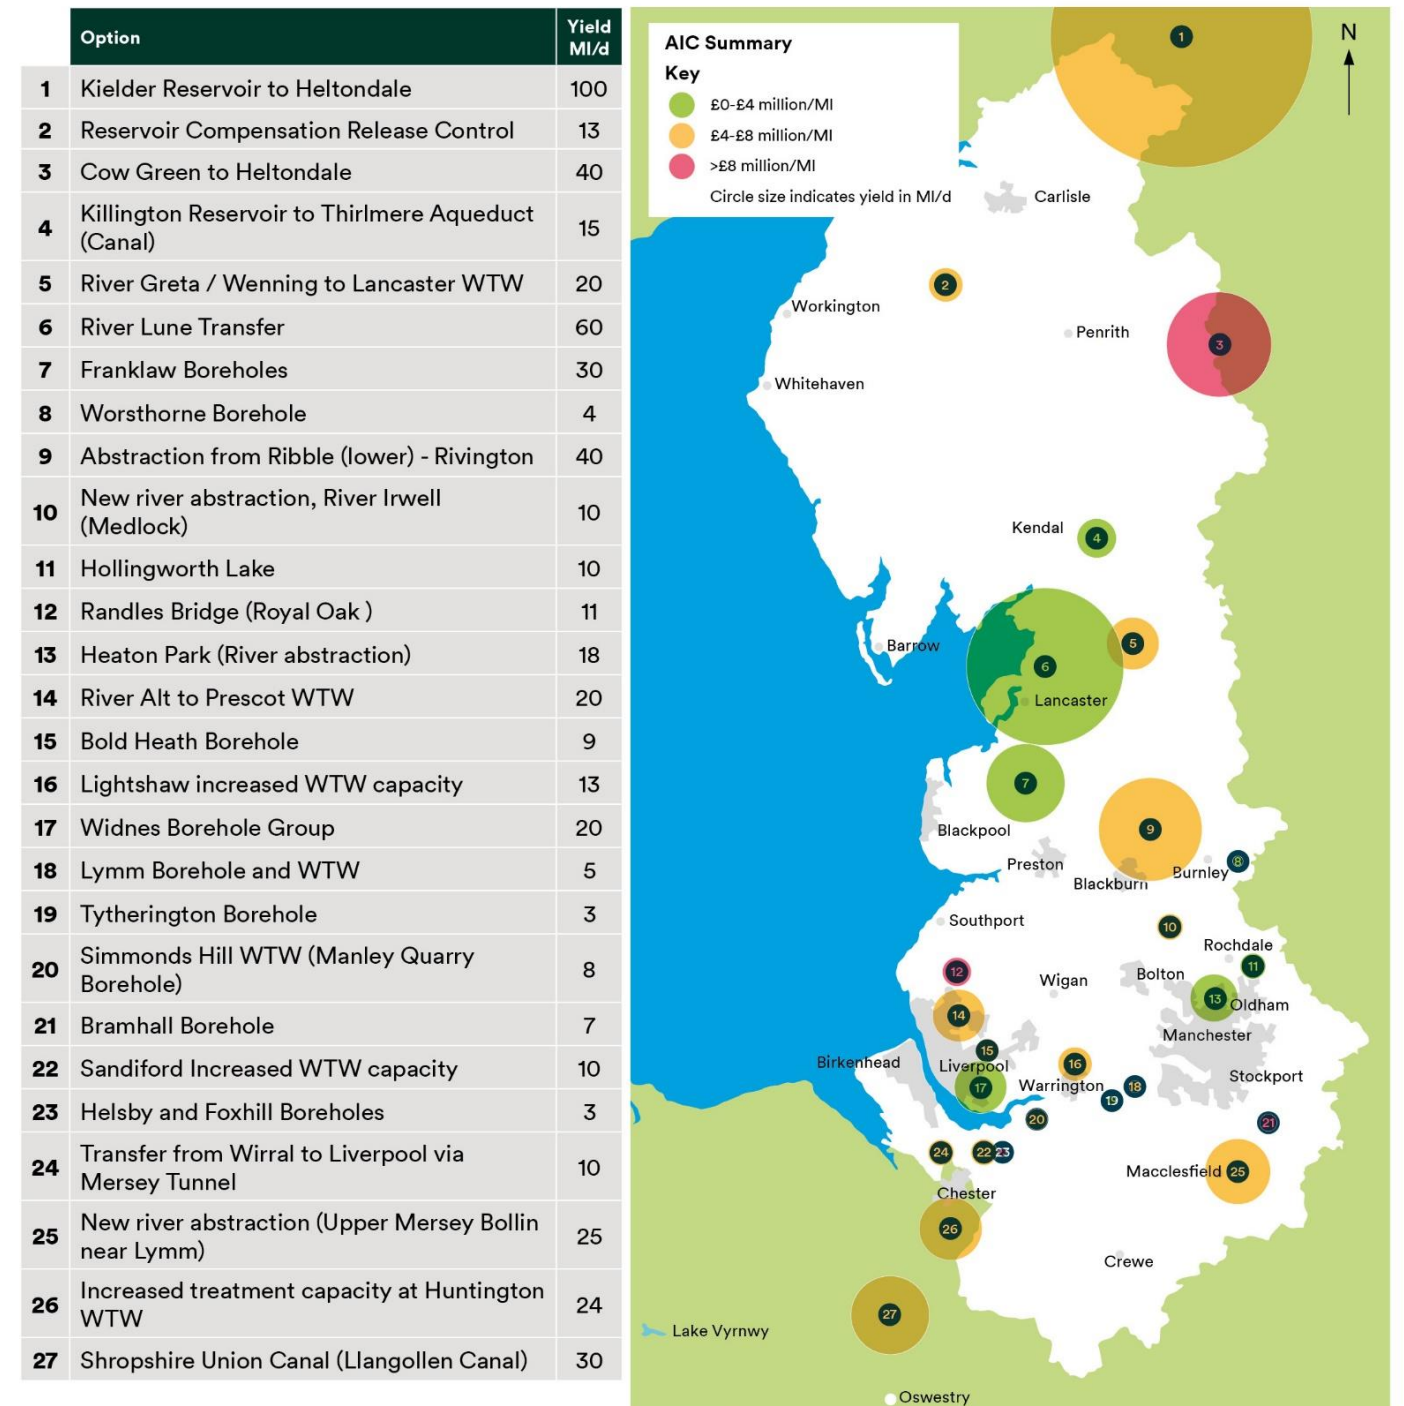 Option
Yield
Ml/d
1 Kielder Reservoir to Heltondale 100
2 Reservoir Compensation Release Control 13
3 Cow Green to Heltondale 40
4 Killington Reservoir to Thirlmere Aqueduct
(Canal) 15
5 River Greta / Wenning to Lancaster WTW 20
6 River Lune Transfer 60
7 Franklaw Boreholes 30
8 Worsthorne Borehole 4
9 Abstraction from Ribble (lower) - Rivington 40
10 New river abstraction, River Irwell
(Medlock) 10
11 Hollingworth Lake 10
12 Randles Bridge (Royal Oak ) 11
13 Heaton Park (River abstraction) 18
14 River Alt to Prescot WTW 20
15 Bold Heath Borehole 9
16 Lightshaw increased WTW capacity 13
17 Widnes Borehole Group 20
18 Lymm Borehole and WTW 5
19 Tytherington Borehole 3
20 Simmonds Hill WTW (Manley Quarry
Borehole) 8
21 Bramhall Borehole 7
22 Sandiford Increased WTW capacity 10
23 Helsby and Foxhill Boreholes 3
24 Transfer from Wirral to Liverpool via
Mersey Tunnel 10
25 New river abstraction (Upper Mersey Bollin
near Lymm) 25
26 Increased treatment capacity at Huntington
WTW 24
27 Shropshire Union Canal (Llangollen Canal) 30
AIC Summary
Key
£0-£4 million/Ml
£4-£8 million/Ml
>£8 million/Ml
Circle size indicates yield in Ml/d
N
1
Carlisle
2
Workington
Penrith
3
Whitehaven
Kendal
4
5
Barrow
6
Lancaster
7
Blackpool
9
Preston
8
Burnley
Blackburn
Southport
10
Rochdale
11
12
Bolton
Wigan
13
Oldham
14
Manchester
15
Birkenhead
Liverpool
16
Stockport
17
Warrington
18
19
20
21
24
22
23
Macclesfield
25
Chester
26
Crewe
27
Lake Vyrnwy
Oswestry